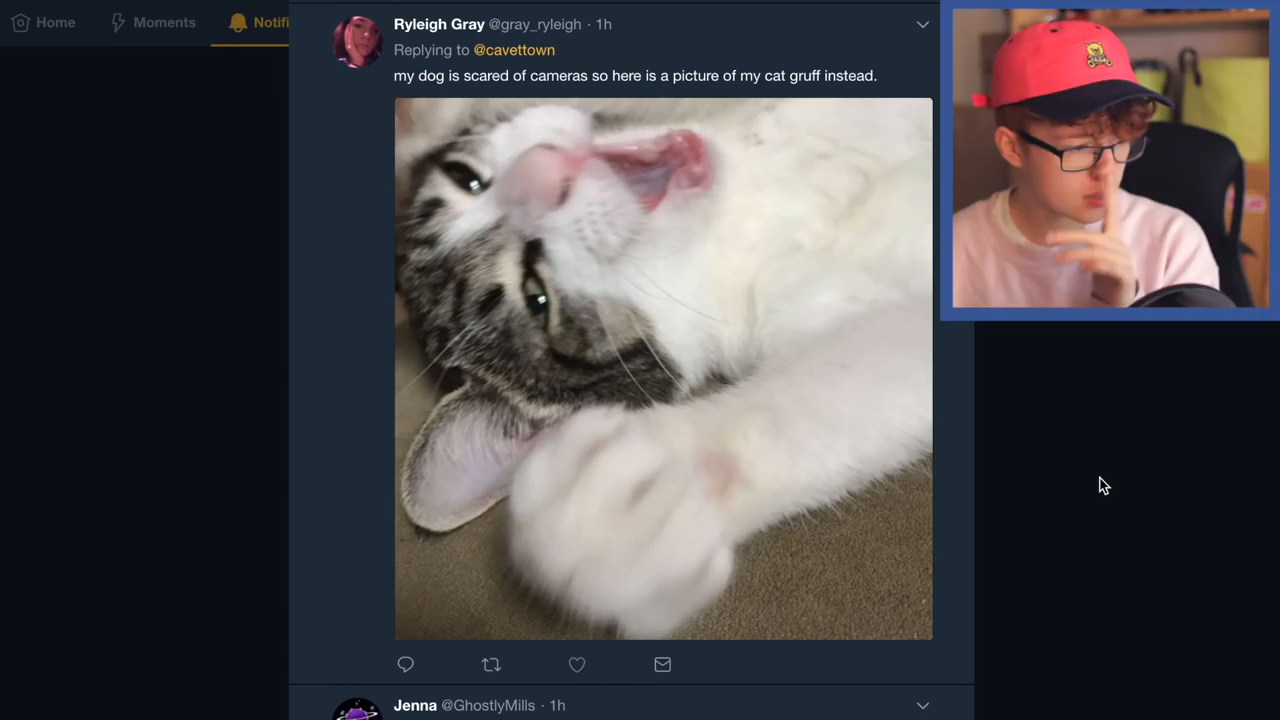 Home
Moments
Notifi
Ryleigh Gray @gray_ryleigh · 1h
Replying to @cavettown
my dog is scared of cameras so here is a picture of my cat gruff instead.
Jenna @GhostlyMills · 1h